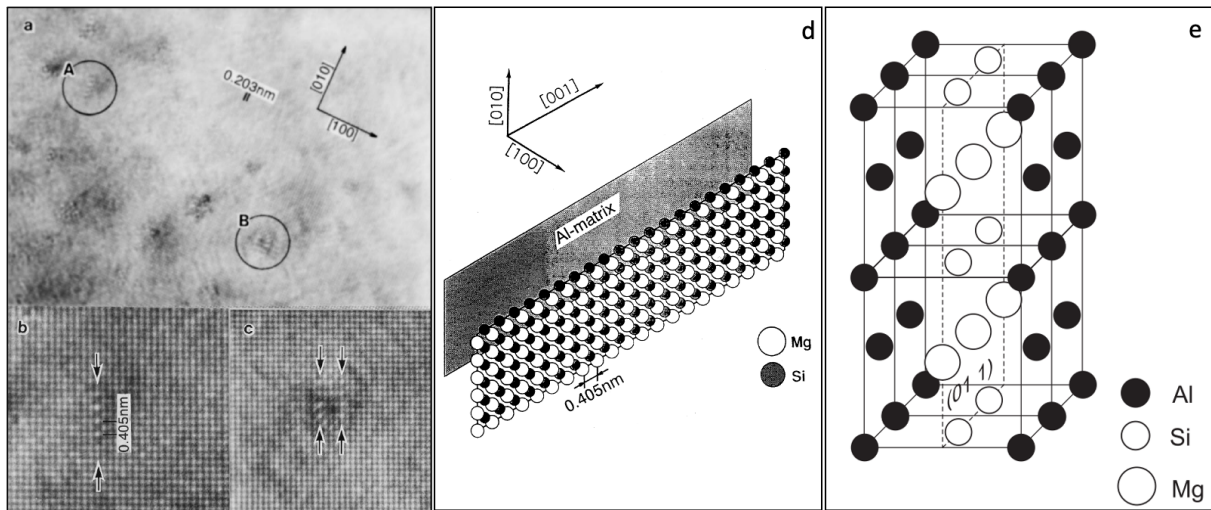 a
A
0.203nm
[010]
[100]
B
b
0.405nm
c
d
[010]
[001]
[100]
Al-matrix
Mg
Si
0.405nm
e
(01 1)
Al
Si
Mg